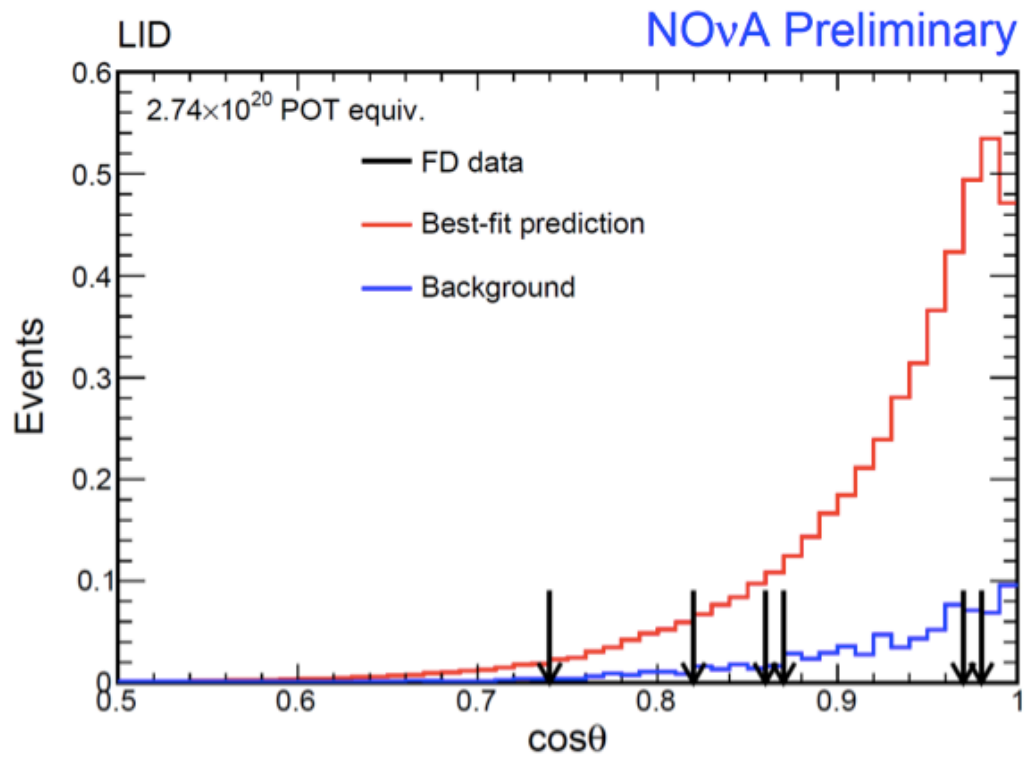 LID
NOνA Preliminary
2.74×10²⁰ POT equiv.
FD data
Best-fit prediction
Background
Events
0.6
0.5
0.4
0.3
0.2
0.1
0
0.5 0.6 0.7 0.8 0.9 1
cosθ